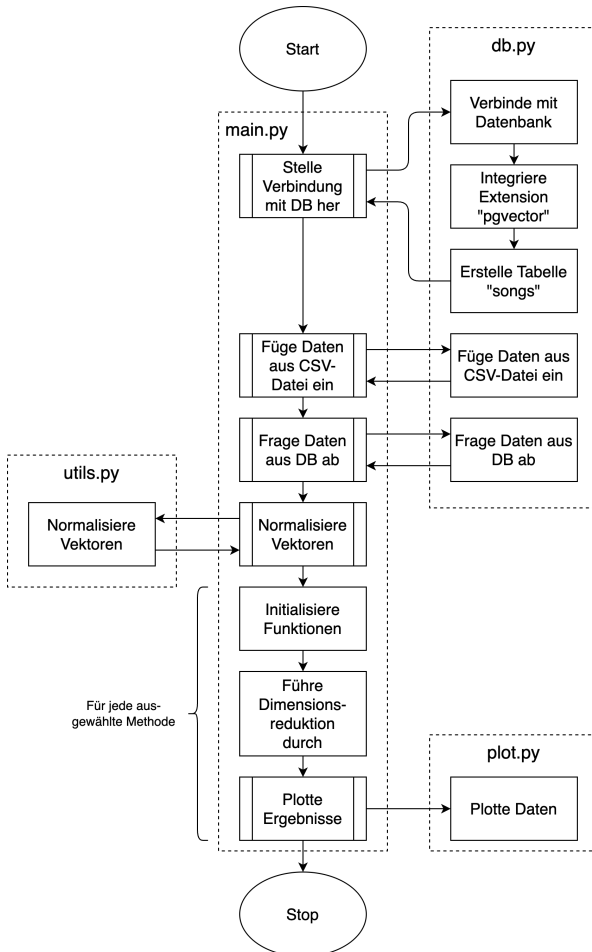 Start
db.py
Verbinde mit
Datenbank
main.py
Stelle
Verbindung
mit DB her
Integriere
Extension
"pgvector"
Erstelle Tabelle
"songs"
Füge Daten
aus CSV-
Datei ein
Füge Daten aus
CSV-Datei ein
Frage Daten
aus DB ab
Frage Daten aus
DB ab
utils.py
Normalisiere
Vektoren
Normalisiere
Vektoren
Initialisiere
Funktionen
Für jede aus-
gewählte Methode
Führe
Dimensions-
reduktion
durch
plot.py
Plotte
Ergebnisse
Plotte Daten
Stop